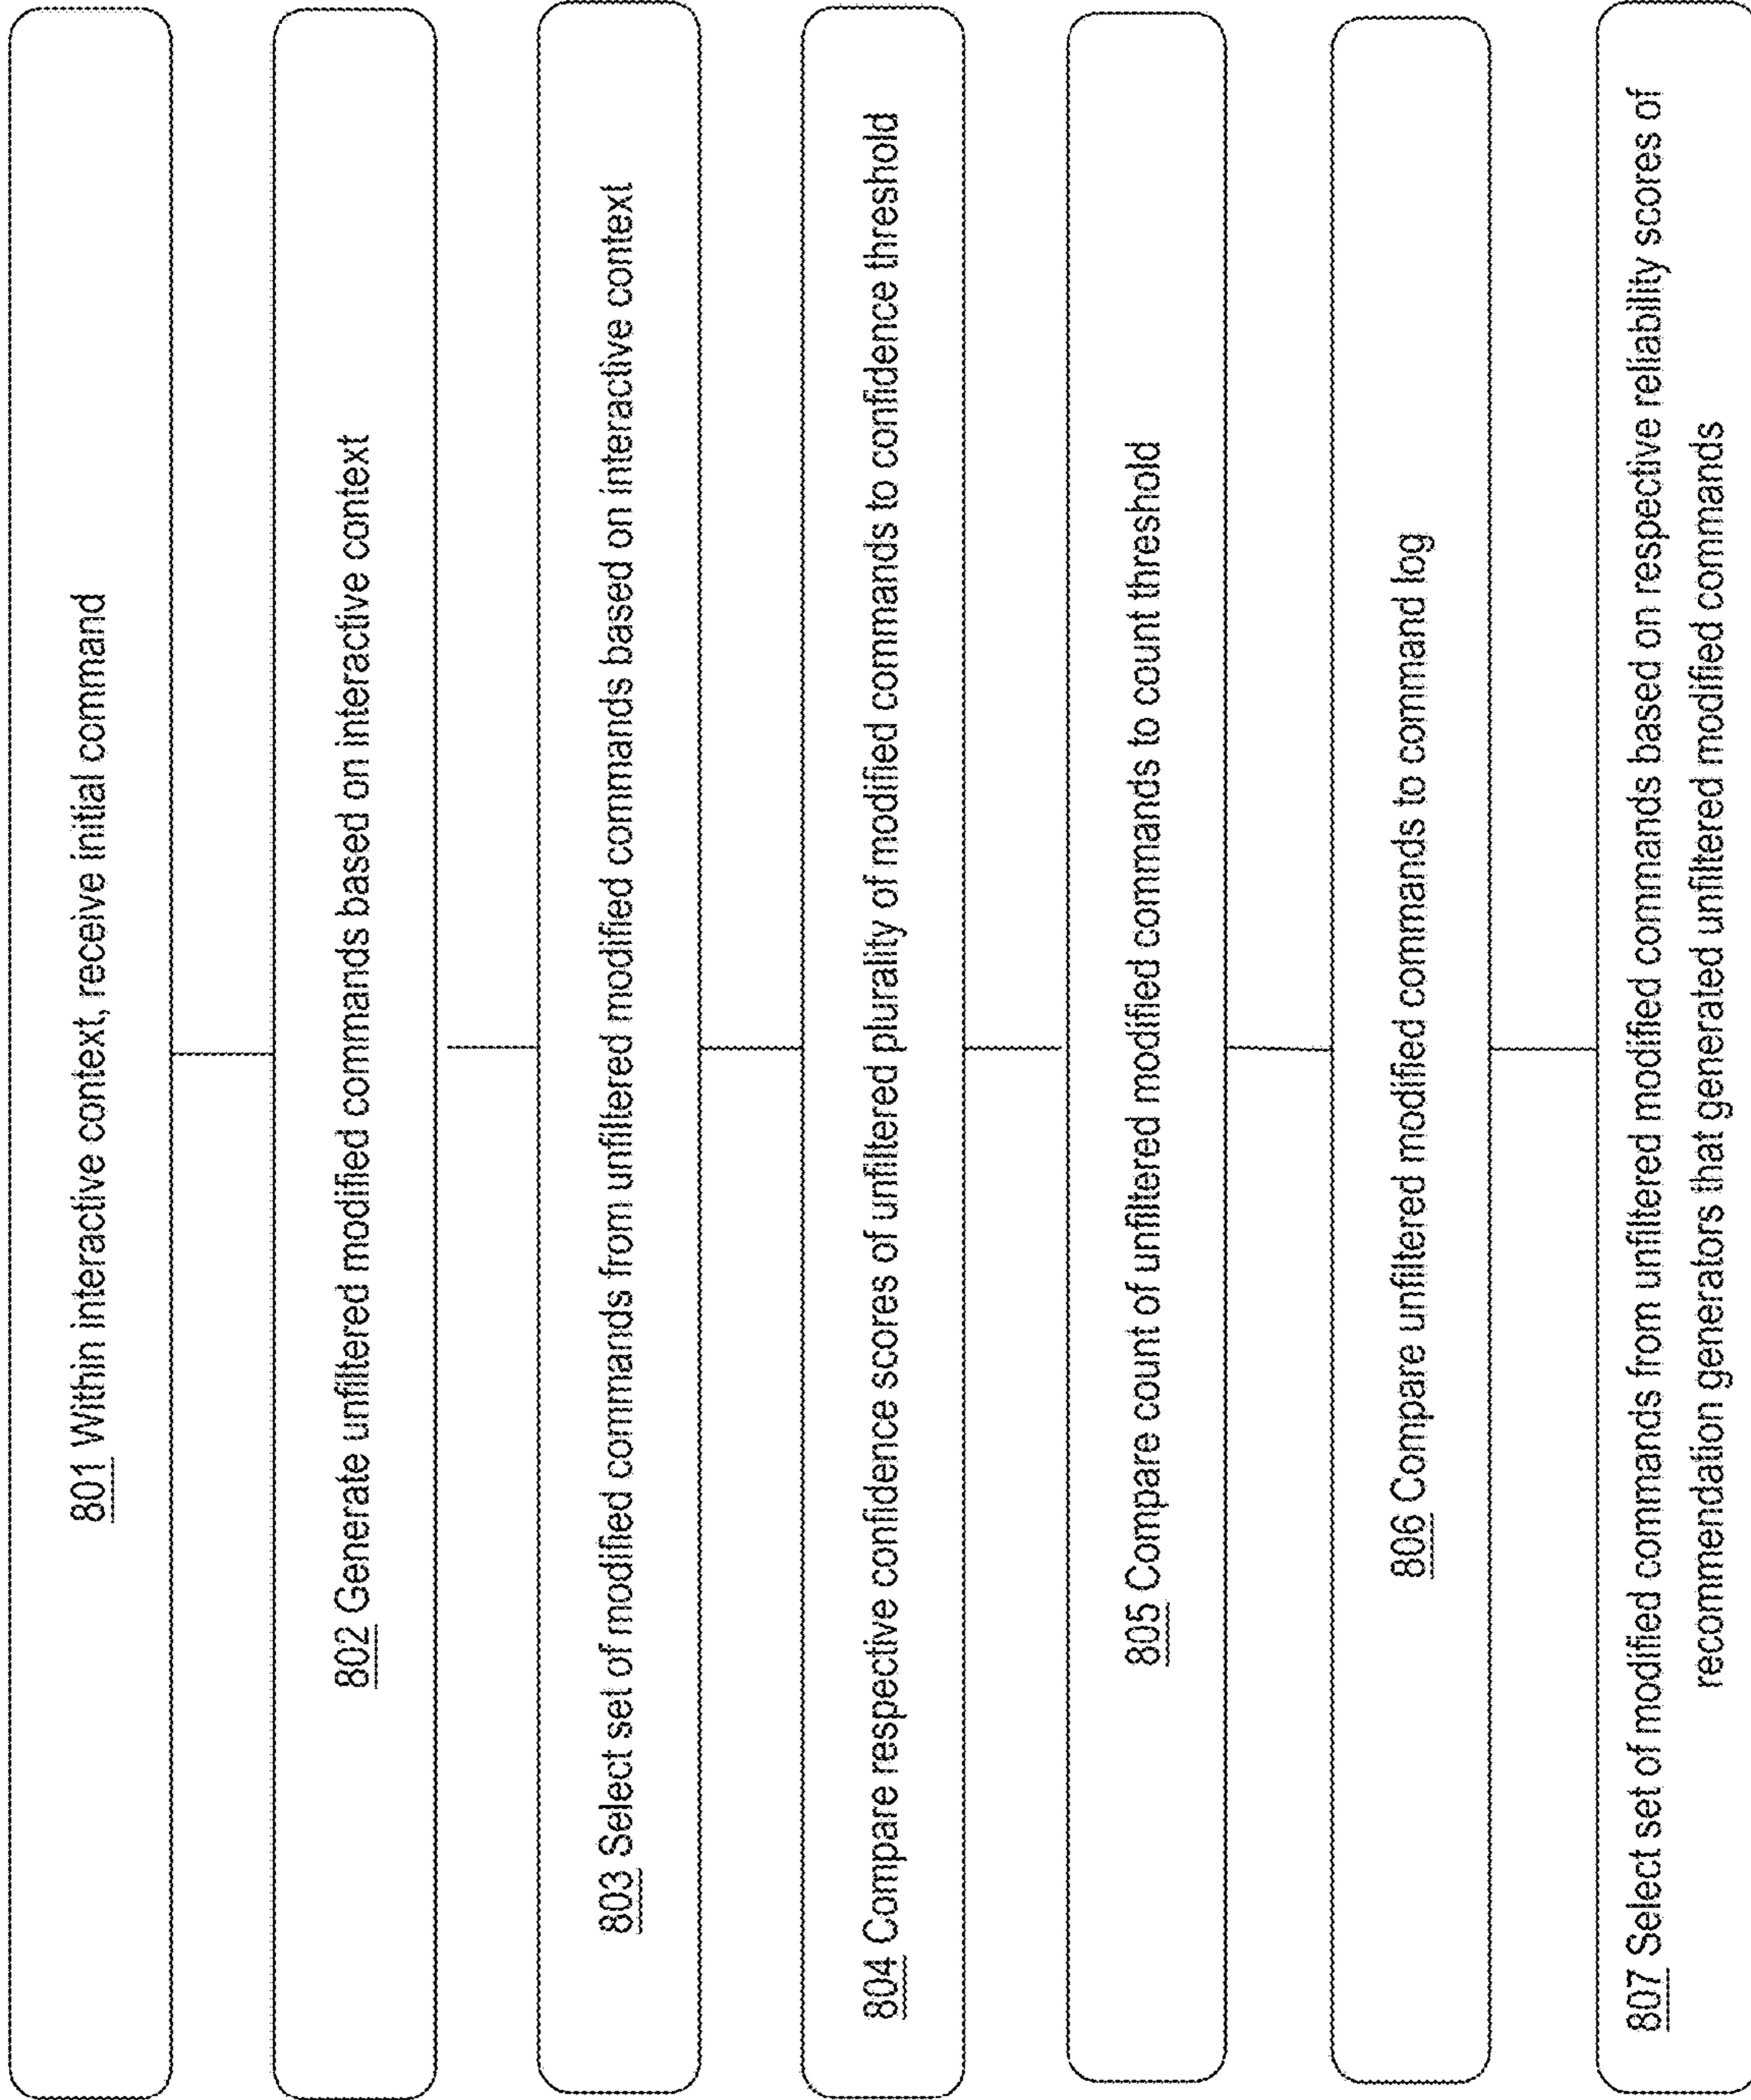 801 Within interactive context, receive initial command
802 Generate unfiltered modified commands based on interactive context
803 Select set of modified commands from unfiltered modified commands based on interactive context
804 Compare respective confidence scores of unfiltered plurality of modified commands to confidence threshold
805 Compare count of unfiltered modified commands to count threshold
806 Compare unfiltered modified commands to command log
807 Select set of modified commands from unfiltered modified commands based on respective reliability scores of
recommendation generators that generated unfiltered modified commands